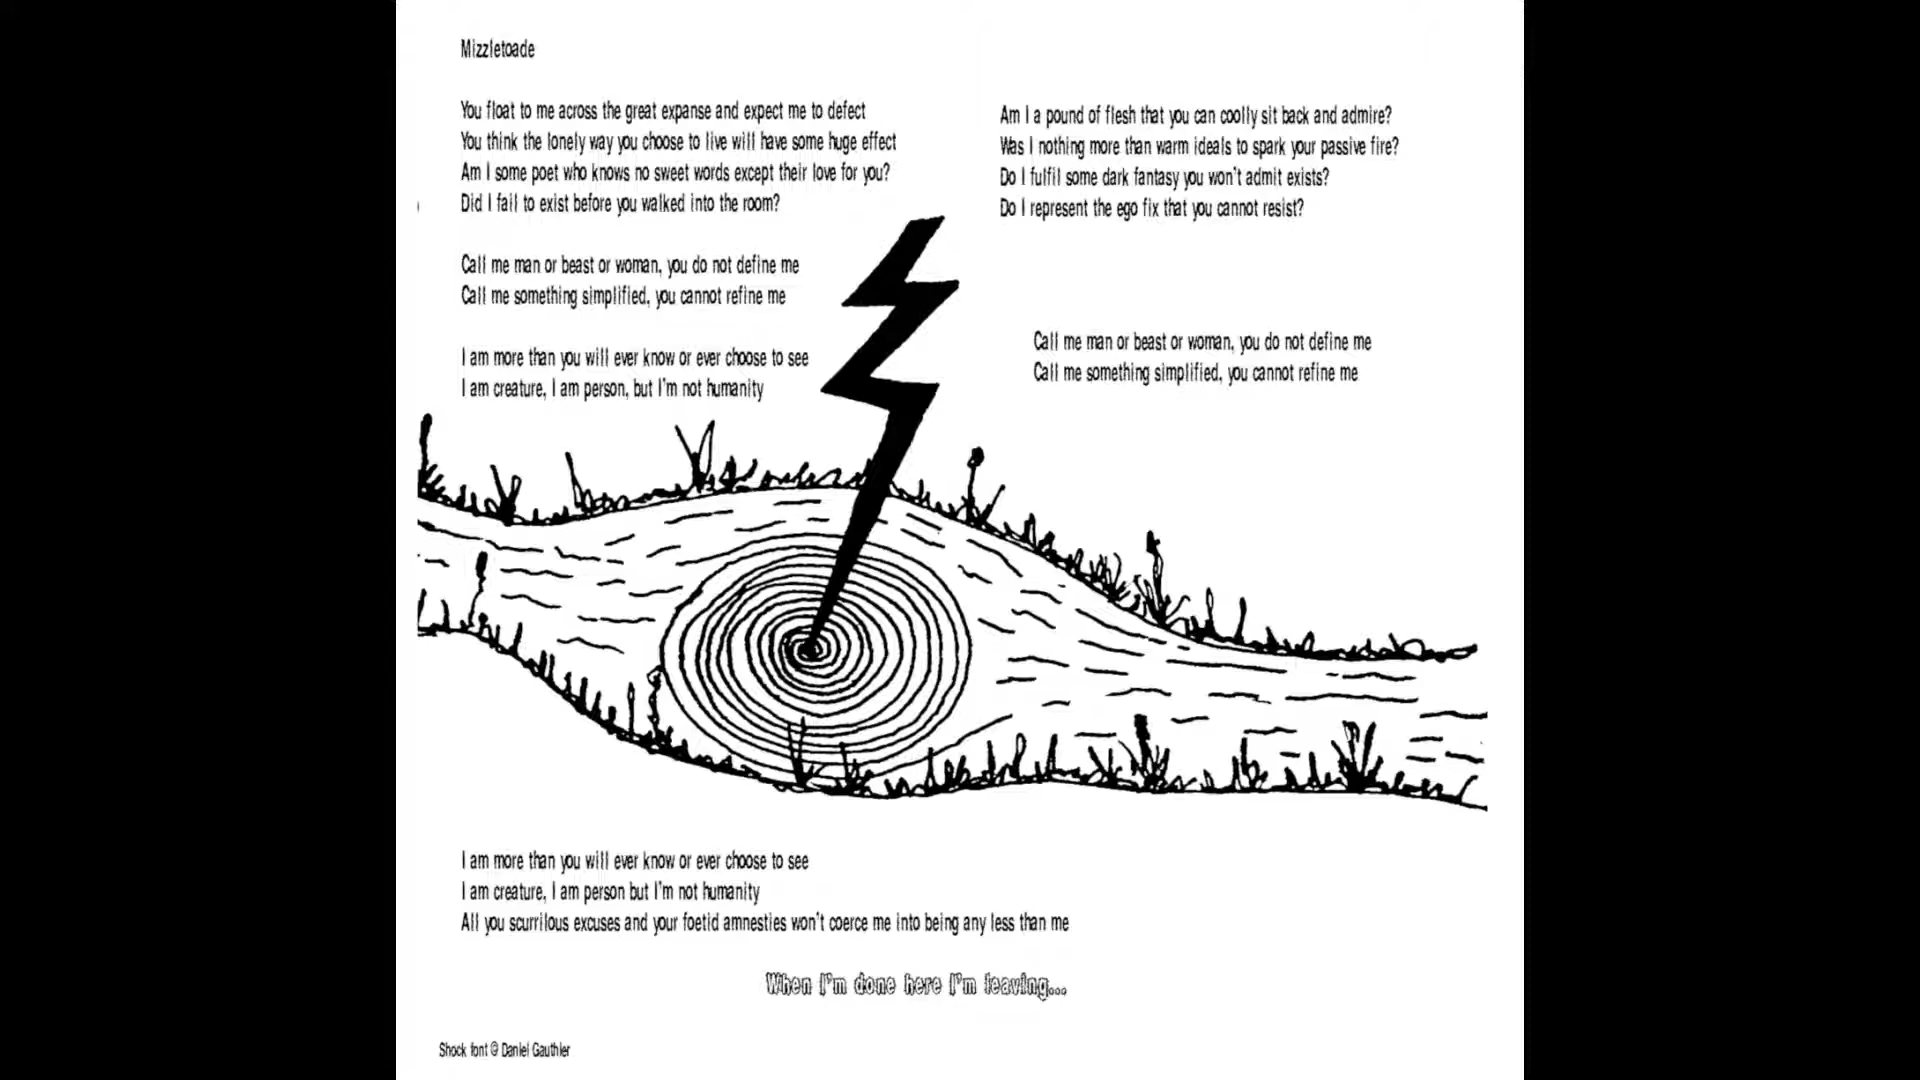 Mizzletoade
You float to me across the great expanse and expect me to defect
You think the lonely way you choose to live will have some huge effect
Am I some poet who knows no sweet words except their love for you?
Did I fail to exist before you walked into the room?
Call me man or beast or woman, you do not define me
Call me something simplified, you cannot refine me
I am more than you will ever know or ever choose to see
I am creature, I am person, but I'm not humanity
Am I a pound of flesh that you can coolly sit back and admire?
Was I nothing more than warm ideals to spark your passive fire?
Do I fulfil some dark fantasy you won't admit exists?
Do I represent the ego fix that you cannot resist?
Call me man or beast or woman, you do not define me
Call me something simplified, you cannot refine me
I am more than you will ever know or ever choose to see
I am creature, I am person but I'm not humanity
All you scurrilous excuses and your foetid amnesties won't coerce me into being any less than me
When I'm done here I'm leaving...
Shock font @ Daniel Gauthier